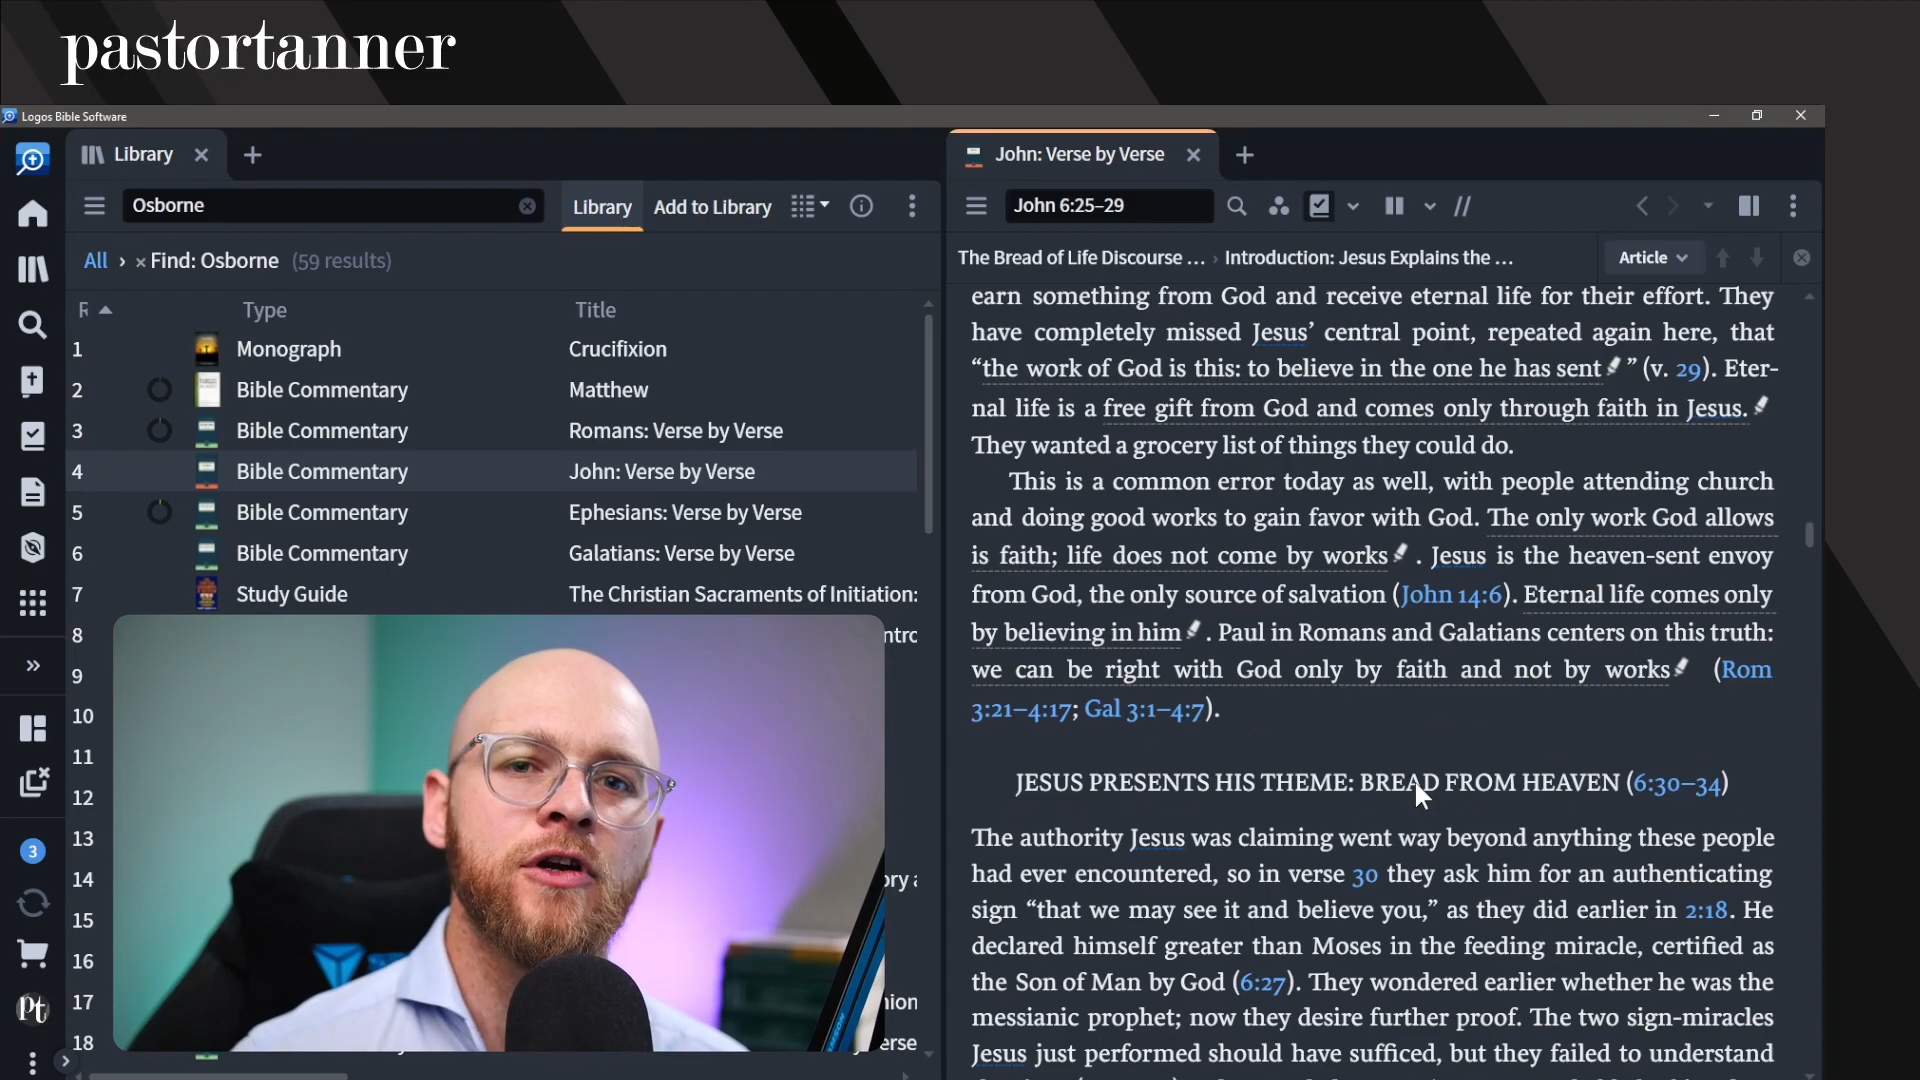 pastortanner
Logos Bible Software
Library
John: Verse by Verse
Osborne
Library
Add to Library
John 6:25–29
All › × Find: Osborne (59 results)
The Bread of Life Discourse … › Introduction: Jesus Explains the …
Article
R
Type
Title
1 Monograph Crucifixion
2 Bible Commentary Matthew
3 Bible Commentary Romans: Verse by Verse
4 Bible Commentary John: Verse by Verse
5 Bible Commentary Ephesians: Verse by Verse
6 Bible Commentary Galatians: Verse by Verse
7 Study Guide The Christian Sacraments of Initiation:
8
9
10
11
12
13
14
15
16
17
18
3
pt
earn something from God and receive eternal life for their effort. They
have completely missed Jesus’ central point, repeated again here, that
“the work of God is this: to believe in the one he has sent” (v. 29). Eter-
nal life is a free gift from God and comes only through faith in Jesus.
They wanted a grocery list of things they could do.
This is a common error today as well, with people attending church
and doing good works to gain favor with God. The only work God allows
is faith; life does not come by works. Jesus is the heaven-sent envoy
from God, the only source of salvation (John 14:6). Eternal life comes only
by believing in him. Paul in Romans and Galatians centers on this truth:
we can be right with God only by faith and not by works (Rom
3:21–4:17; Gal 3:1–4:7).
JESUS PRESENTS HIS THEME: BREAD FROM HEAVEN (6:30–34)
The authority Jesus was claiming went way beyond anything these people
had ever encountered, so in verse 30 they ask him for an authenticating
sign “that we may see it and believe you,” as they did earlier in 2:18. He
declared himself greater than Moses in the feeding miracle, certified as
the Son of Man by God (6:27). They wondered earlier whether he was the
messianic prophet; now they desire further proof. The two sign-miracles
Jesus just performed should have sufficed, but they failed to understand